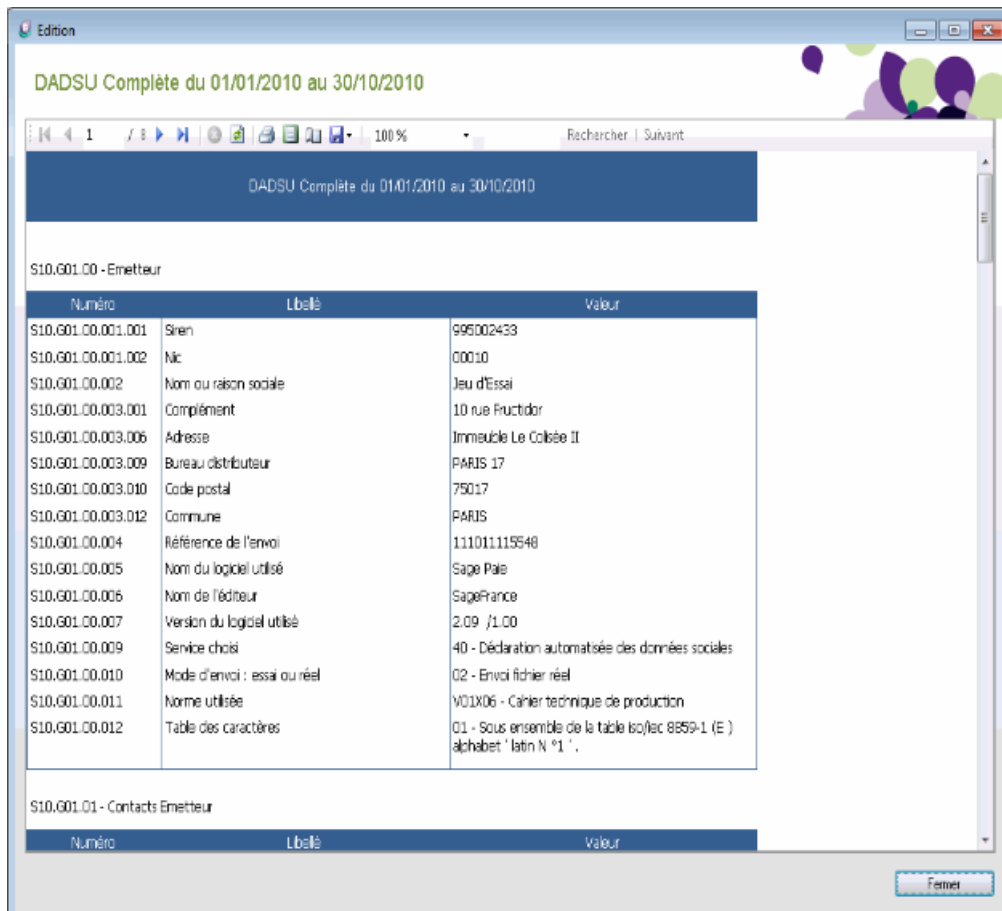 Edition
DADSU Complète du 01/01/2010 au 30/10/2010
1 / 8 100 % Rechercher | Suivant
DADSU Complète du 01/01/2010 au 30/10/2010
S10.G01.00 - Emetteur
Numéro Libellé Valeur
S10.G01.00.001.001 Siren 995002433
S10.G01.00.001.002 Nic 00010
S10.G01.00.002 Nom ou raison sociale Jeu d'Essai
S10.G01.00.003.001 Complément 10 rue Fructidor
S10.G01.00.003.006 Adresse Immeuble Le Colisée II
S10.G01.00.003.009 Bureau distributeur PARIS 17
S10.G01.00.003.010 Code postal 75017
S10.G01.00.003.012 Commune PARIS
S10.G01.00.004 Référence de l'envoi 111011115548
S10.G01.00.005 Nom du logiciel utilisé Sage Paie
S10.G01.00.006 Nom de l'éditeur SageFrance
S10.G01.00.007 Version du logiciel utilisé 2.09 /1.00
S10.G01.00.009 Service choisi 40 - Déclaration automatisée des données sociales
S10.G01.00.010 Mode d'envoi : essai ou réel 02 - Envoi fichier réel
S10.G01.00.011 Norme utilisée V01X06 - Cahier technique de production
S10.G01.00.012 Table des caractères 01 - Sous ensemble de la table iso/iec 8859-1 (E )
alphabet ' latin N °1 ' .
S10.G01.01 - Contacts Emetteur
Numéro Libellé Valeur
Fermer